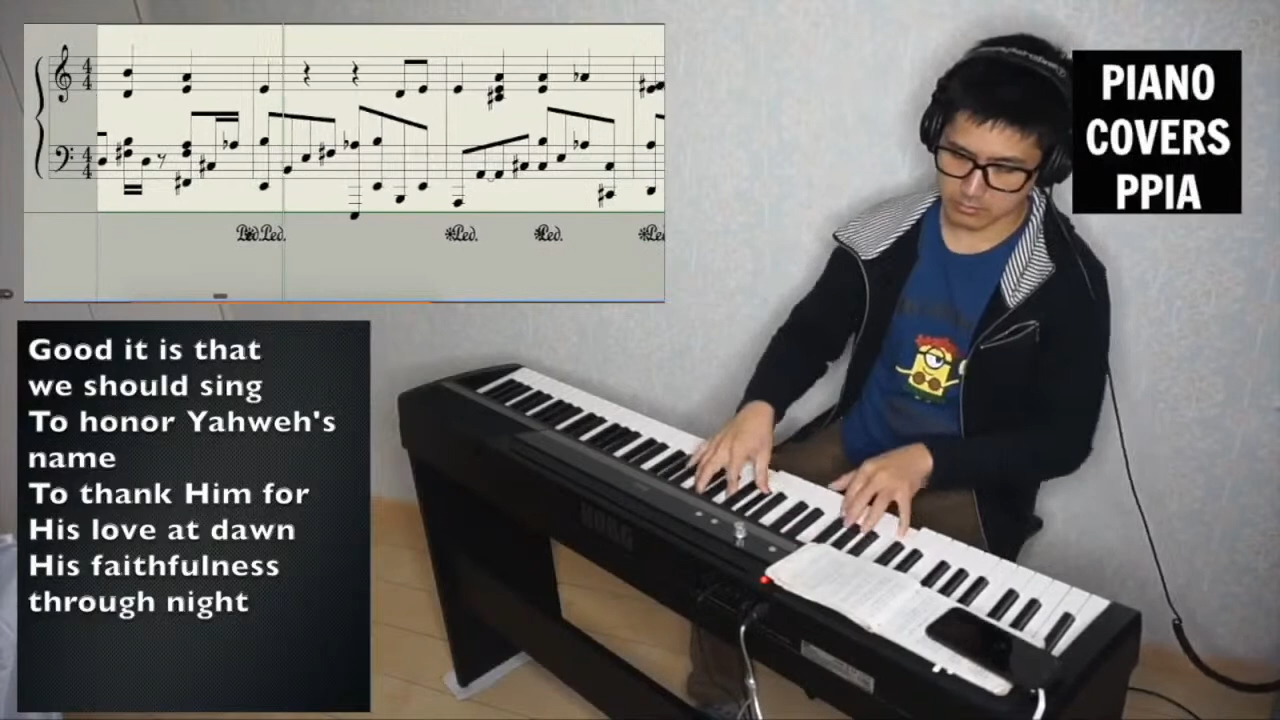 PIANO
COVERS
PPIA
Good it is that
we should sing
To honor Yahweh's
name
To thank Him for
His love at dawn
His faithfulness
through night
KORG